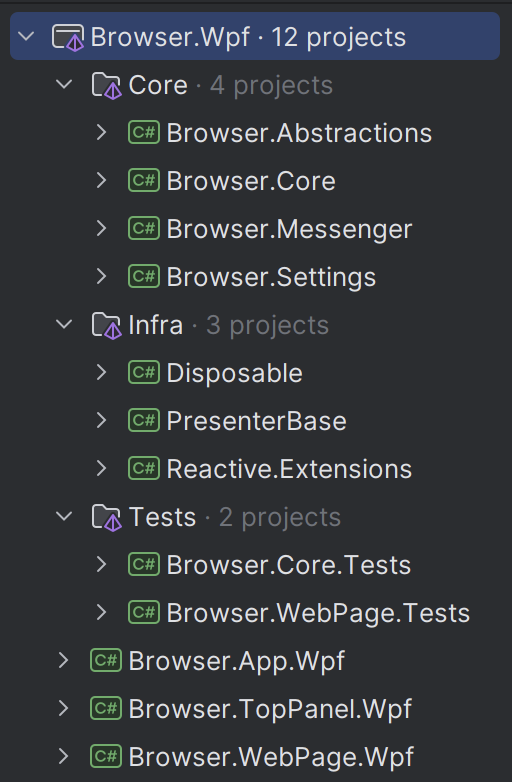 Browser.Wpf · 12 projects
Core · 4 projects
C# Browser.Abstractions
C# Browser.Core
C# Browser.Messenger
C# Browser.Settings
Infra · 3 projects
C# Disposable
C# PresenterBase
C# Reactive.Extensions
Tests · 2 projects
C# Browser.Core.Tests
C# Browser.WebPage.Tests
C# Browser.App.Wpf
C# Browser.TopPanel.Wpf
C# Browser.WebPage.Wpf